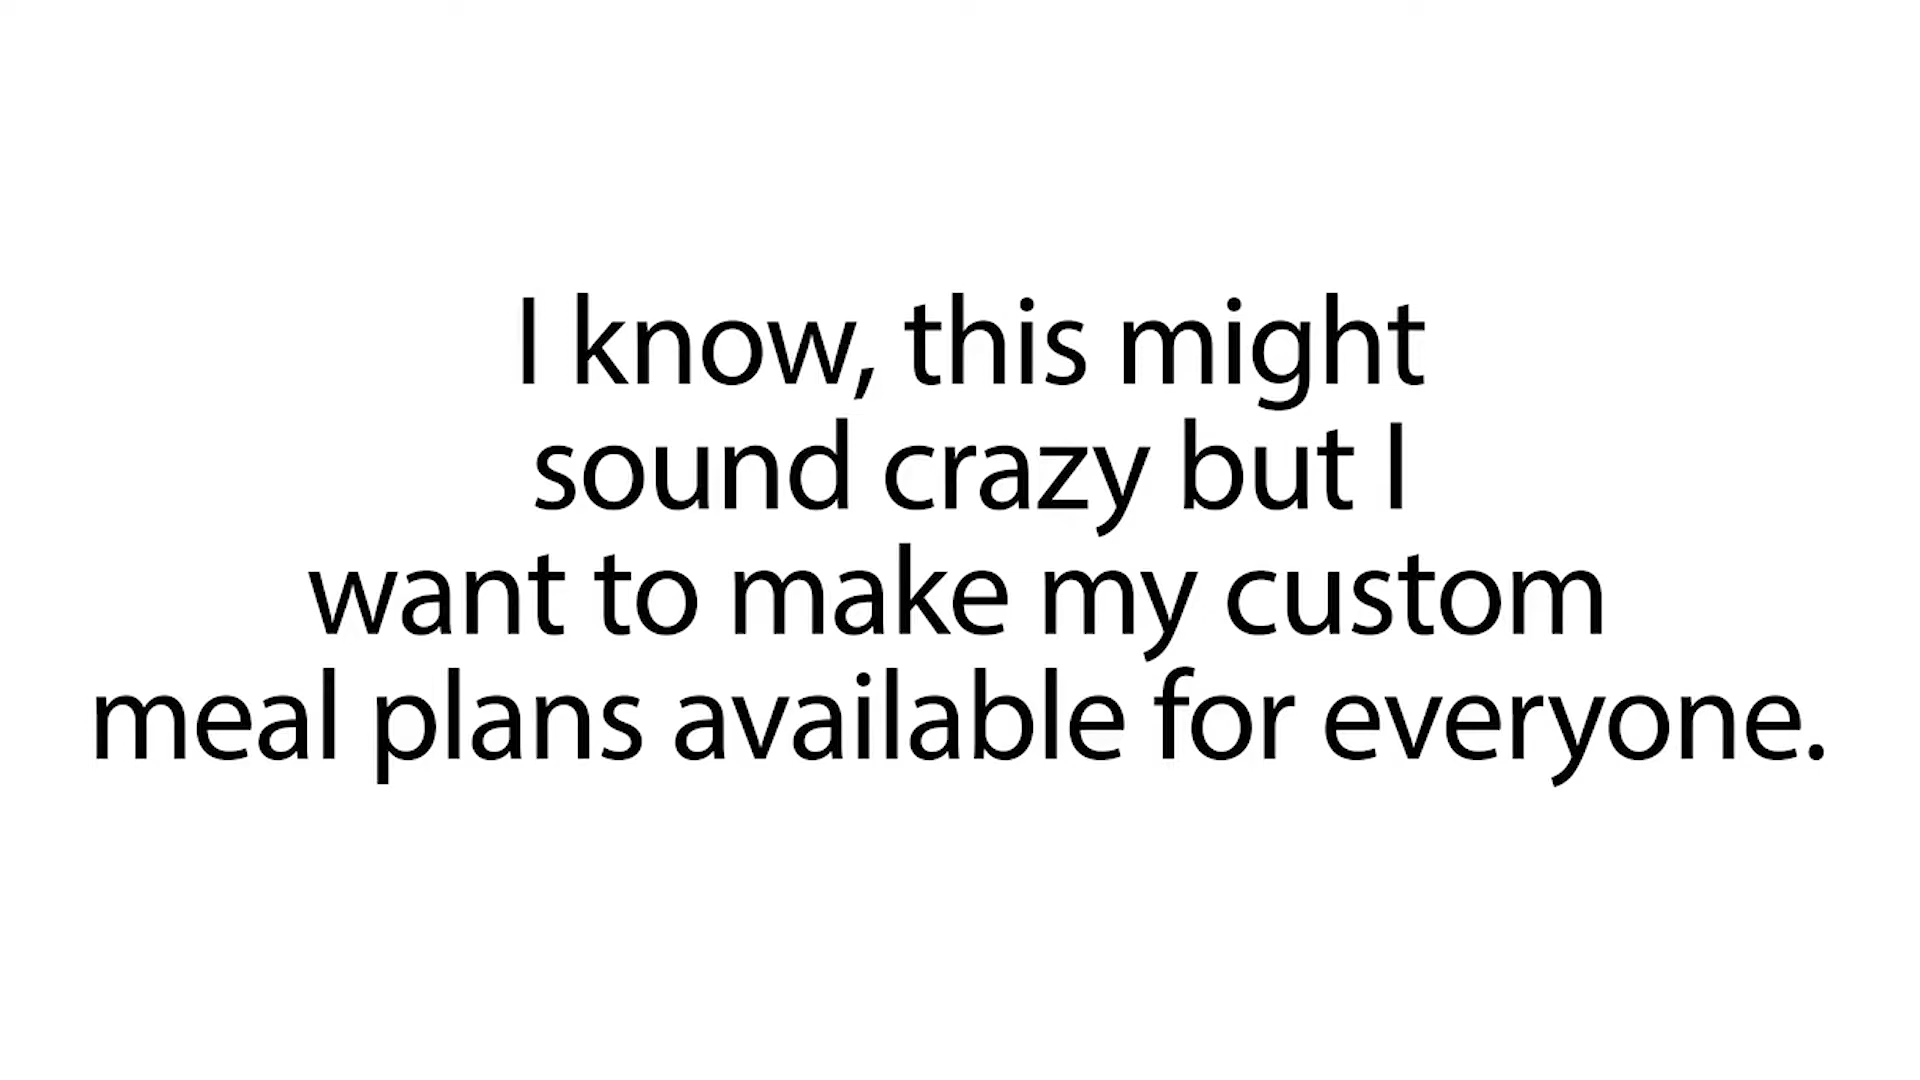 I know, this might
sound crazy but I
want to make my custom
meal plans available for everyone.